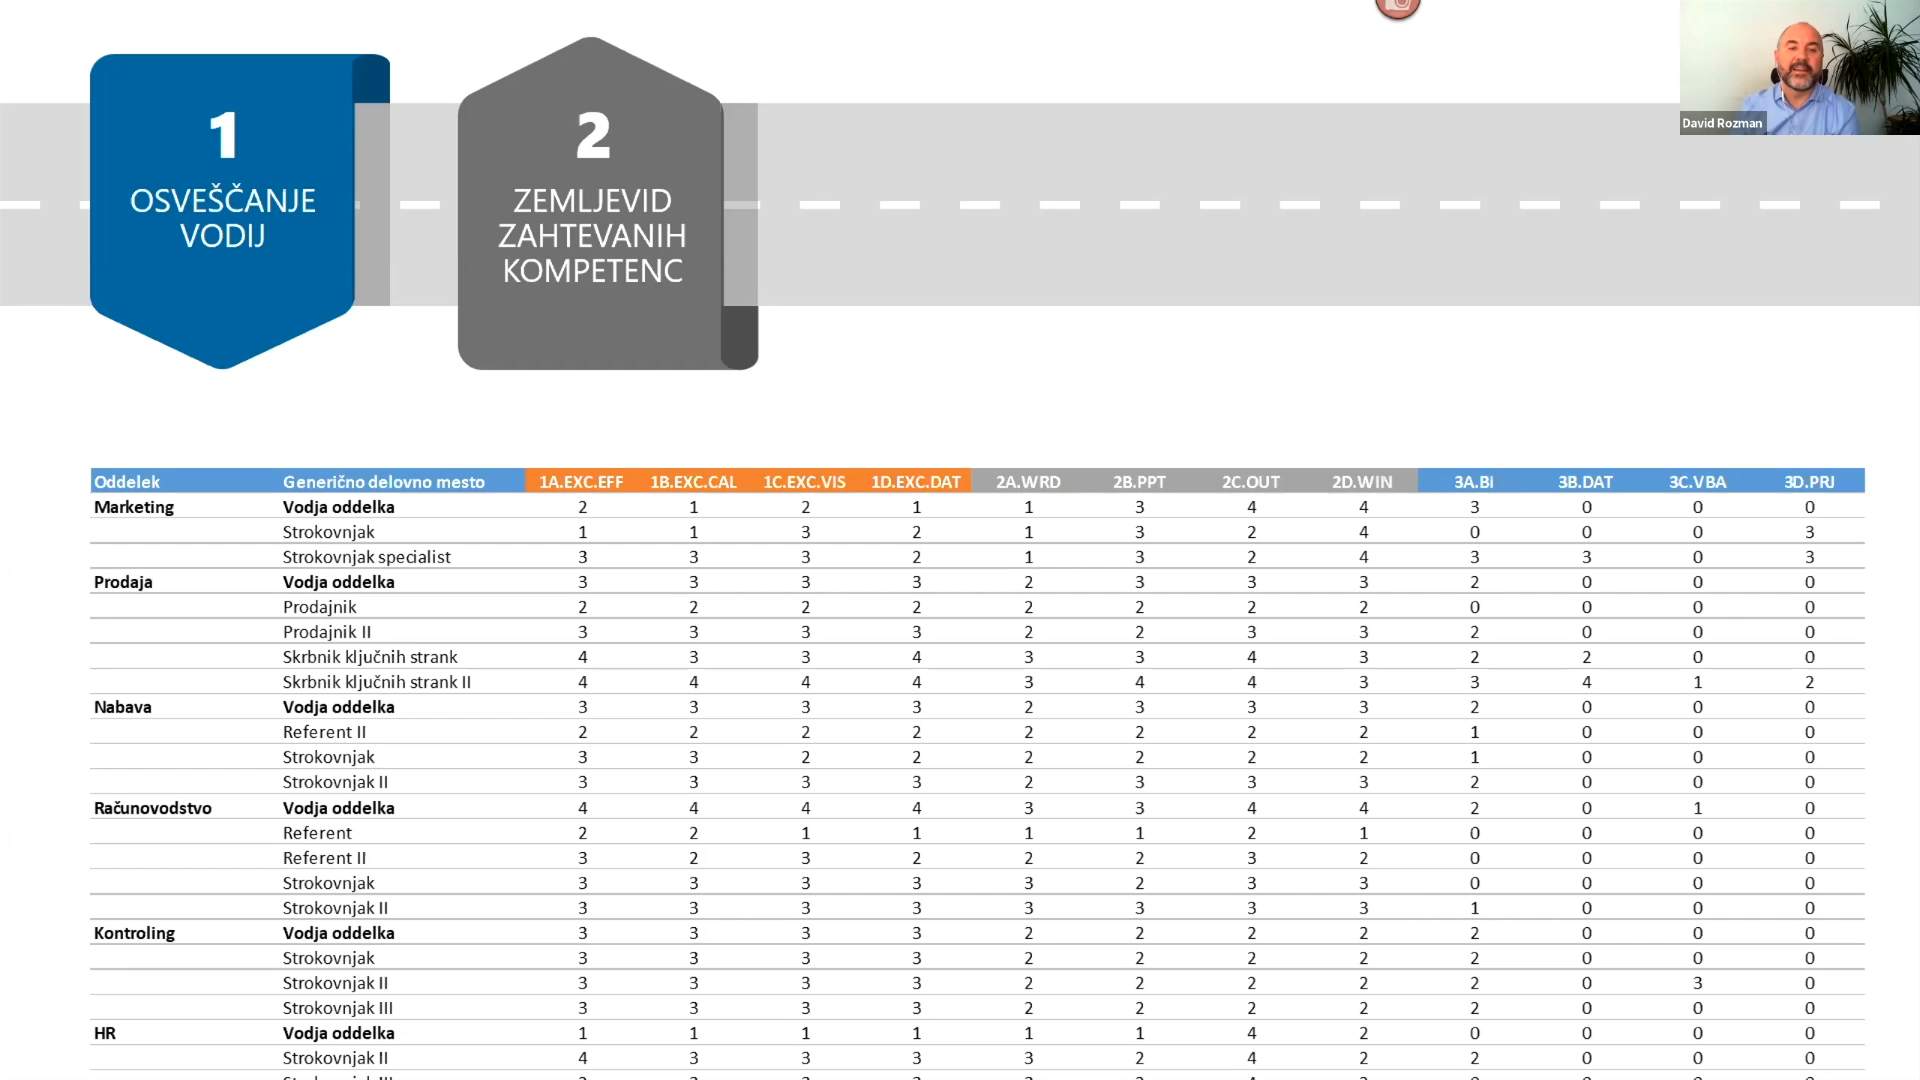 1
OSVEŠČANJE
VODIJ
2
ZEMLJEVID
ZAHTEVANIH
KOMPETENC
David Rozman
Oddelek Generično delovno mesto 1A.EXC.EFF 1B.EXC.CAL 1C.EXC.VIS 1D.EXC.DAT 2A.WRD 2B.PPT 2C.OUT 2D.WIN 3A.BI 3B.DAT 3C.VBA 3D.PRJ
Marketing Vodja oddelka 2 1 2 1 1 3 4 4 3 0 0 0
Strokovnjak 1 1 3 2 1 3 2 4 0 0 0 3
Strokovnjak specialist 3 3 3 2 1 3 2 4 3 3 0 3
Prodaja Vodja oddelka 3 3 3 3 2 3 3 3 2 0 0 0
Prodajnik 2 2 2 2 2 2 2 2 0 0 0 0
Prodajnik II 3 3 3 3 2 2 3 3 2 0 0 0
Skrbnik ključnih strank 4 3 3 4 3 3 4 3 2 2 0 0
Skrbnik ključnih strank II 4 4 4 4 3 4 4 3 3 4 1 2
Nabava Vodja oddelka 3 3 3 3 2 3 3 3 2 0 0 0
Referent II 2 2 2 2 2 2 2 2 1 0 0 0
Strokovnjak 3 3 2 2 2 2 2 2 1 0 0 0
Strokovnjak II 3 3 3 3 2 3 3 3 2 0 0 0
Računovodstvo Vodja oddelka 4 4 4 4 3 3 4 4 2 0 1 0
Referent 2 2 1 1 1 1 2 1 0 0 0 0
Referent II 3 2 3 2 2 2 3 2 0 0 0 0
Strokovnjak 3 3 3 3 3 2 3 3 0 0 0 0
Strokovnjak II 3 3 3 3 3 3 3 3 1 0 0 0
Kontroling Vodja oddelka 3 3 3 3 2 2 2 2 2 0 0 0
Strokovnjak 3 3 3 3 2 2 2 2 2 0 0 0
Strokovnjak II 3 3 3 3 2 2 2 2 2 0 3 0
Strokovnjak III 3 3 3 3 2 2 2 2 2 0 0 0
HR Vodja oddelka 1 1 1 1 1 1 4 2 0 0 0 0
Strokovnjak II 4 3 3 3 3 2 4 2 2 0 0 0